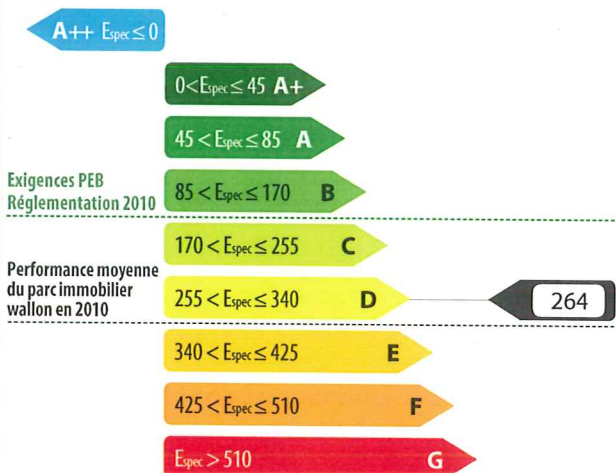 A++ Espec ≤ 0
0 < Espec ≤ 45 A+
45 < Espec ≤ 85 A
Exigences PEB
Réglementation 2010
85 < Espec ≤ 170 B
170 < Espec ≤ 255 C
Performance moyenne
du parc immobilier
wallon en 2010
255 < Espec ≤ 340 D
264
340 < Espec ≤ 425 E
425 < Espec ≤ 510 F
Espec > 510 G